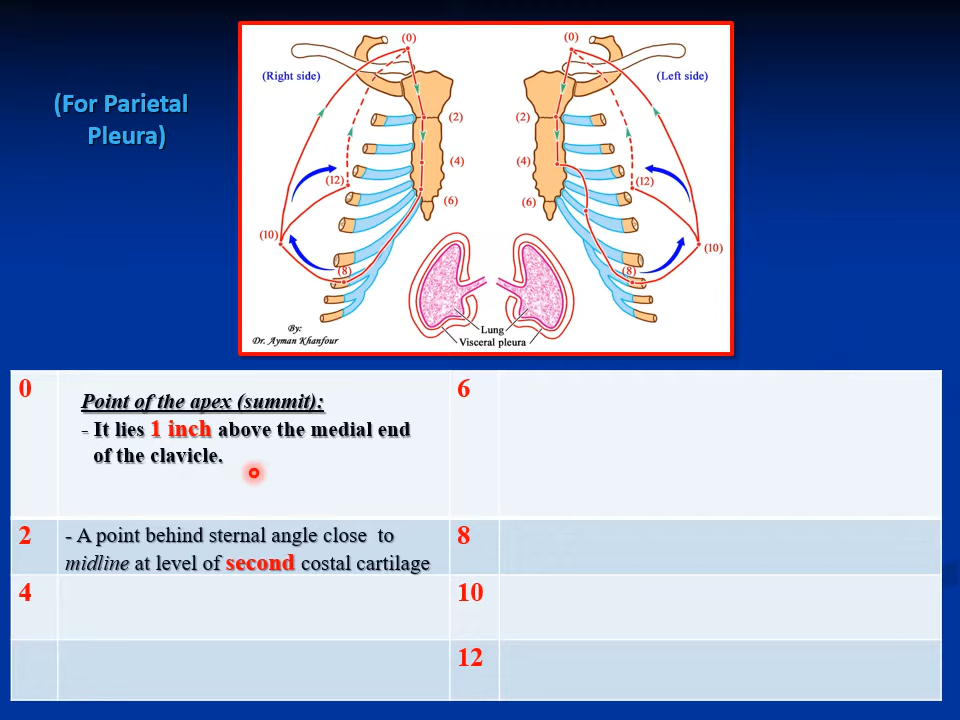 (For Parietal
Pleura)
(0)
(0)
(Right side)
(Left side)
(2)
(2)
(4)
(4)
(12)
(12)
(6)
(6)
(10)
(10)
(8)
(8)
Lung
Visceral pleura
By:
Dr. Ayman Khanfour
0
Point of the apex (summit):
- It lies 1 inch above the medial end
of the clavicle.
6
2
- A point behind sternal angle close to
midline at level of second costal cartilage
8
4
10
12